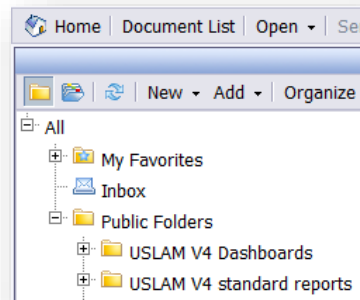 Home Document List Open Se
New Add Organize
All
My Favorites
Inbox
Public Folders
USLAM V4 Dashboards
USLAM V4 standard reports